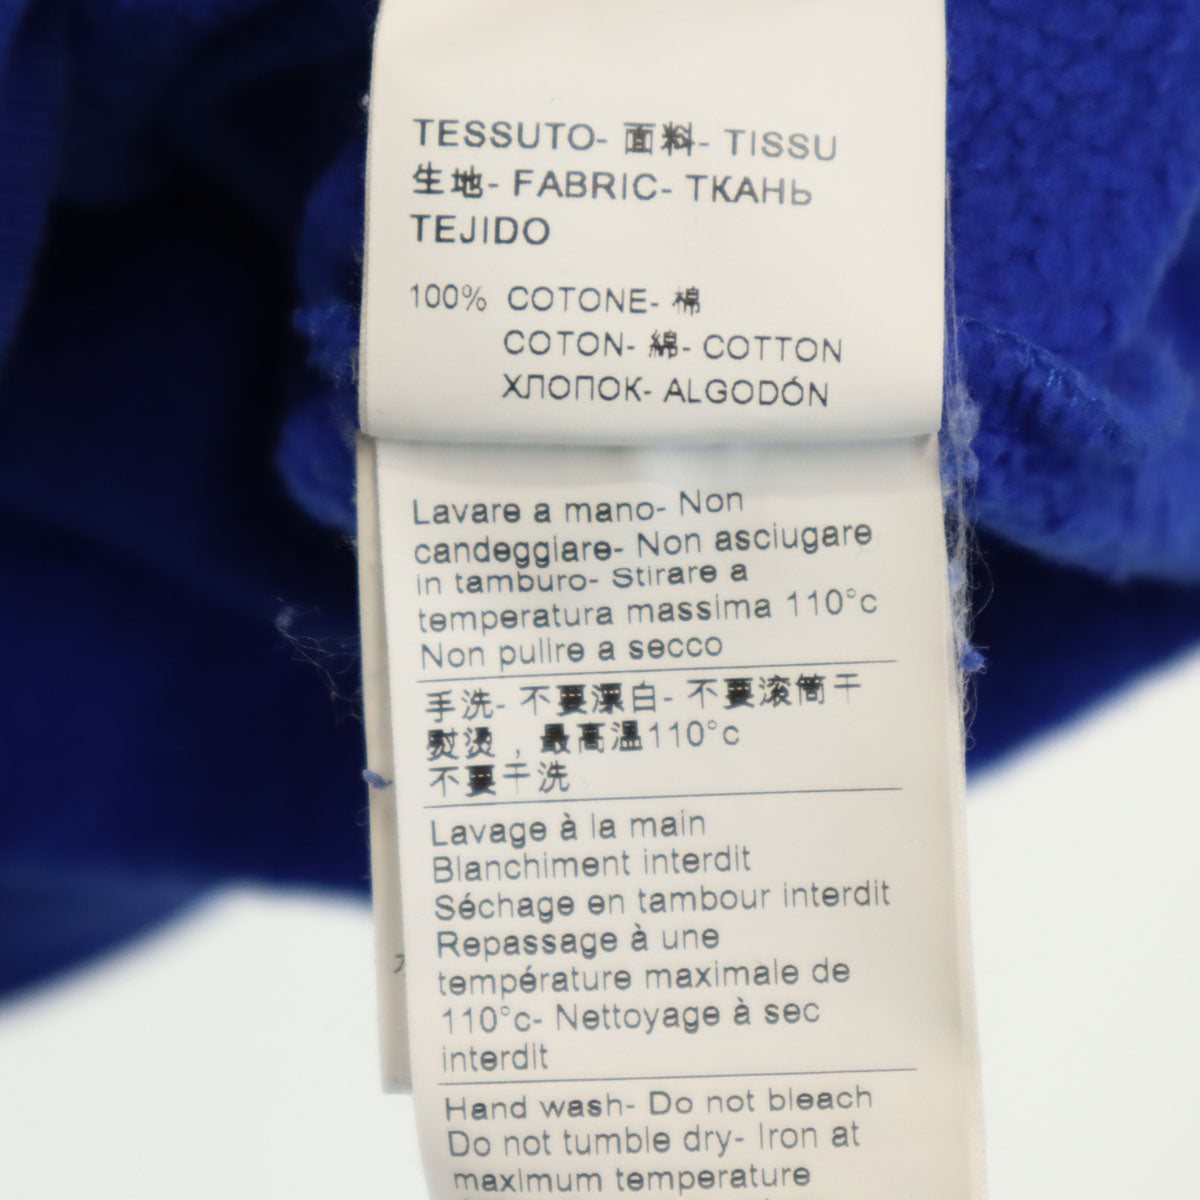 TESSUTO- 面料- TISSU
生地- FABRIC- ТКАНЬ
TEJIDO
100% COTONE- 棉
COTON- 綿- COTTON
ХЛОПОК- ALGODÓN
Lavare a mano- Non
candeggiare- Non asciugare
in tamburo- Stirare a
temperatura massima 110°c
Non pulire a secco
手洗- 不要漂白- 不要滚筒干
熨烫，最高温110°c
不要干洗
Lavage à la main
Blanchiment interdit
Séchage en tambour interdit
Repassage à une
température maximale de
110°c- Nettoyage à sec
interdit
Hand wash- Do not bleach
Do not tumble dry- Iron at
maximum temperature